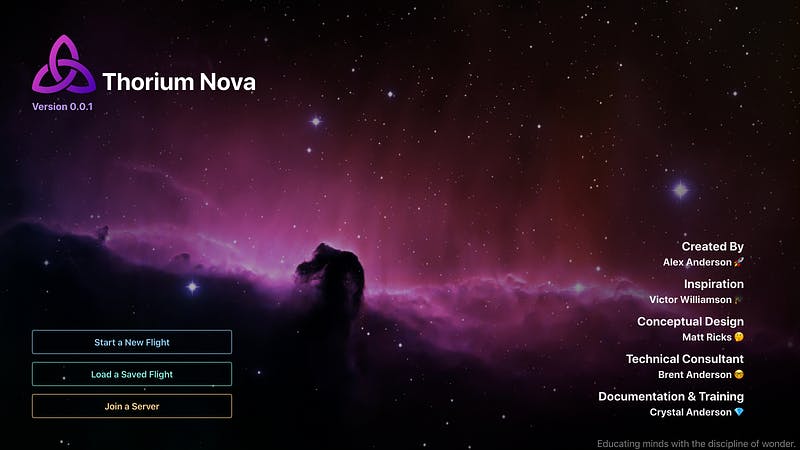 Thorium Nova
Version 0.0.1
Start a New Flight
Load a Saved Flight
Join a Server
Created By
Alex Anderson 🚀
Inspiration
Victor Williamson 🎓
Conceptual Design
Matt Ricks 🤔
Technical Consultant
Brent Anderson 🤓
Documentation & Training
Crystal Anderson 💎
Educating minds with the discipline of wonder.